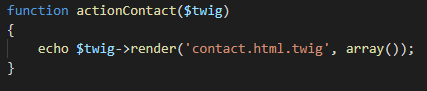 function actionContact($twig)
{
    echo $twig->render('contact.html.twig', array());
}